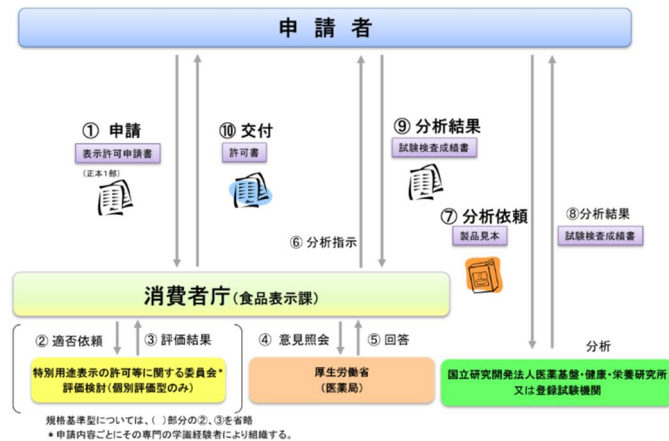 申請者
① 申請
表示許可申請書
(正本1部)
⑩ 交付
許可書
⑨ 分析結果
試験検査成績書
⑦ 分析依頼
製品見本
⑧分析結果
試験検査成績書
⑥ 分析指示
消費者庁(食品表示課)
② 適否依頼
③ 評価結果
④ 意見照会
⑤ 回答
分析
特別用途表示の許可等に関する委員会*
評価検討(個別評価型のみ)
厚生労働省
(医薬局)
国立研究開発法人医薬基盤・健康・栄養研究所
又は登録試験機関
規格基準型については、( )部分の②、③を省略
* 申請内容ごとにその専門の学識経験者により組織する。